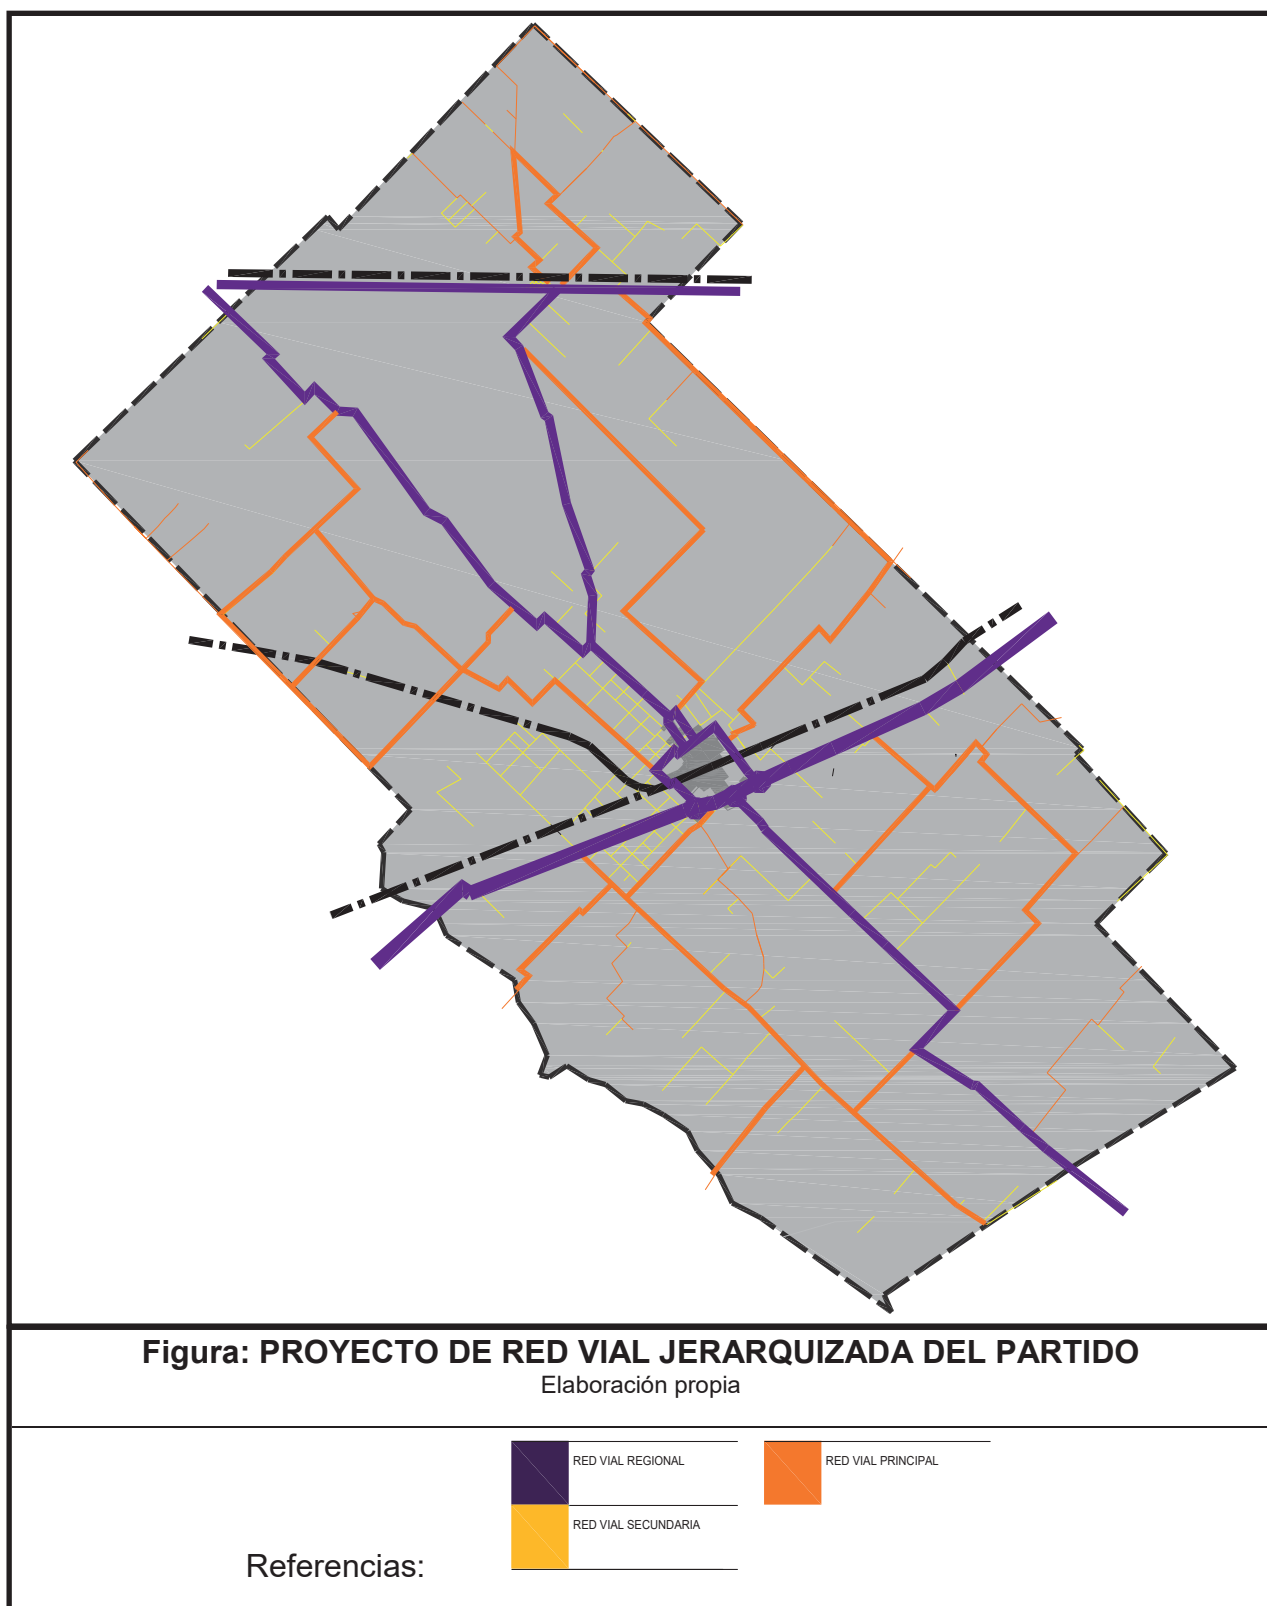 Figura: PROYECTO DE RED VIAL JERARQUIZADA DEL PARTIDO
Elaboración propia
RED VIAL REGIONAL
RED VIAL PRINCIPAL
RED VIAL SECUNDARIA
Referencias: